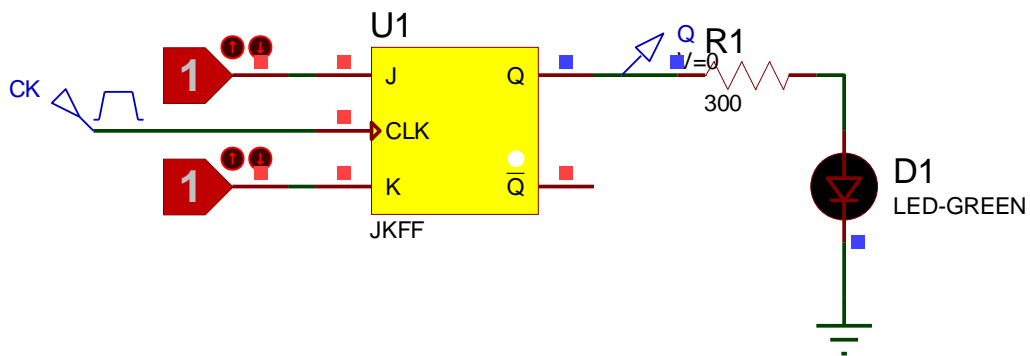 U1
1
J
Q
Q
R1
V=0
300
CK
CLK
1
K
Q
JKFF
D1
LED-GREEN